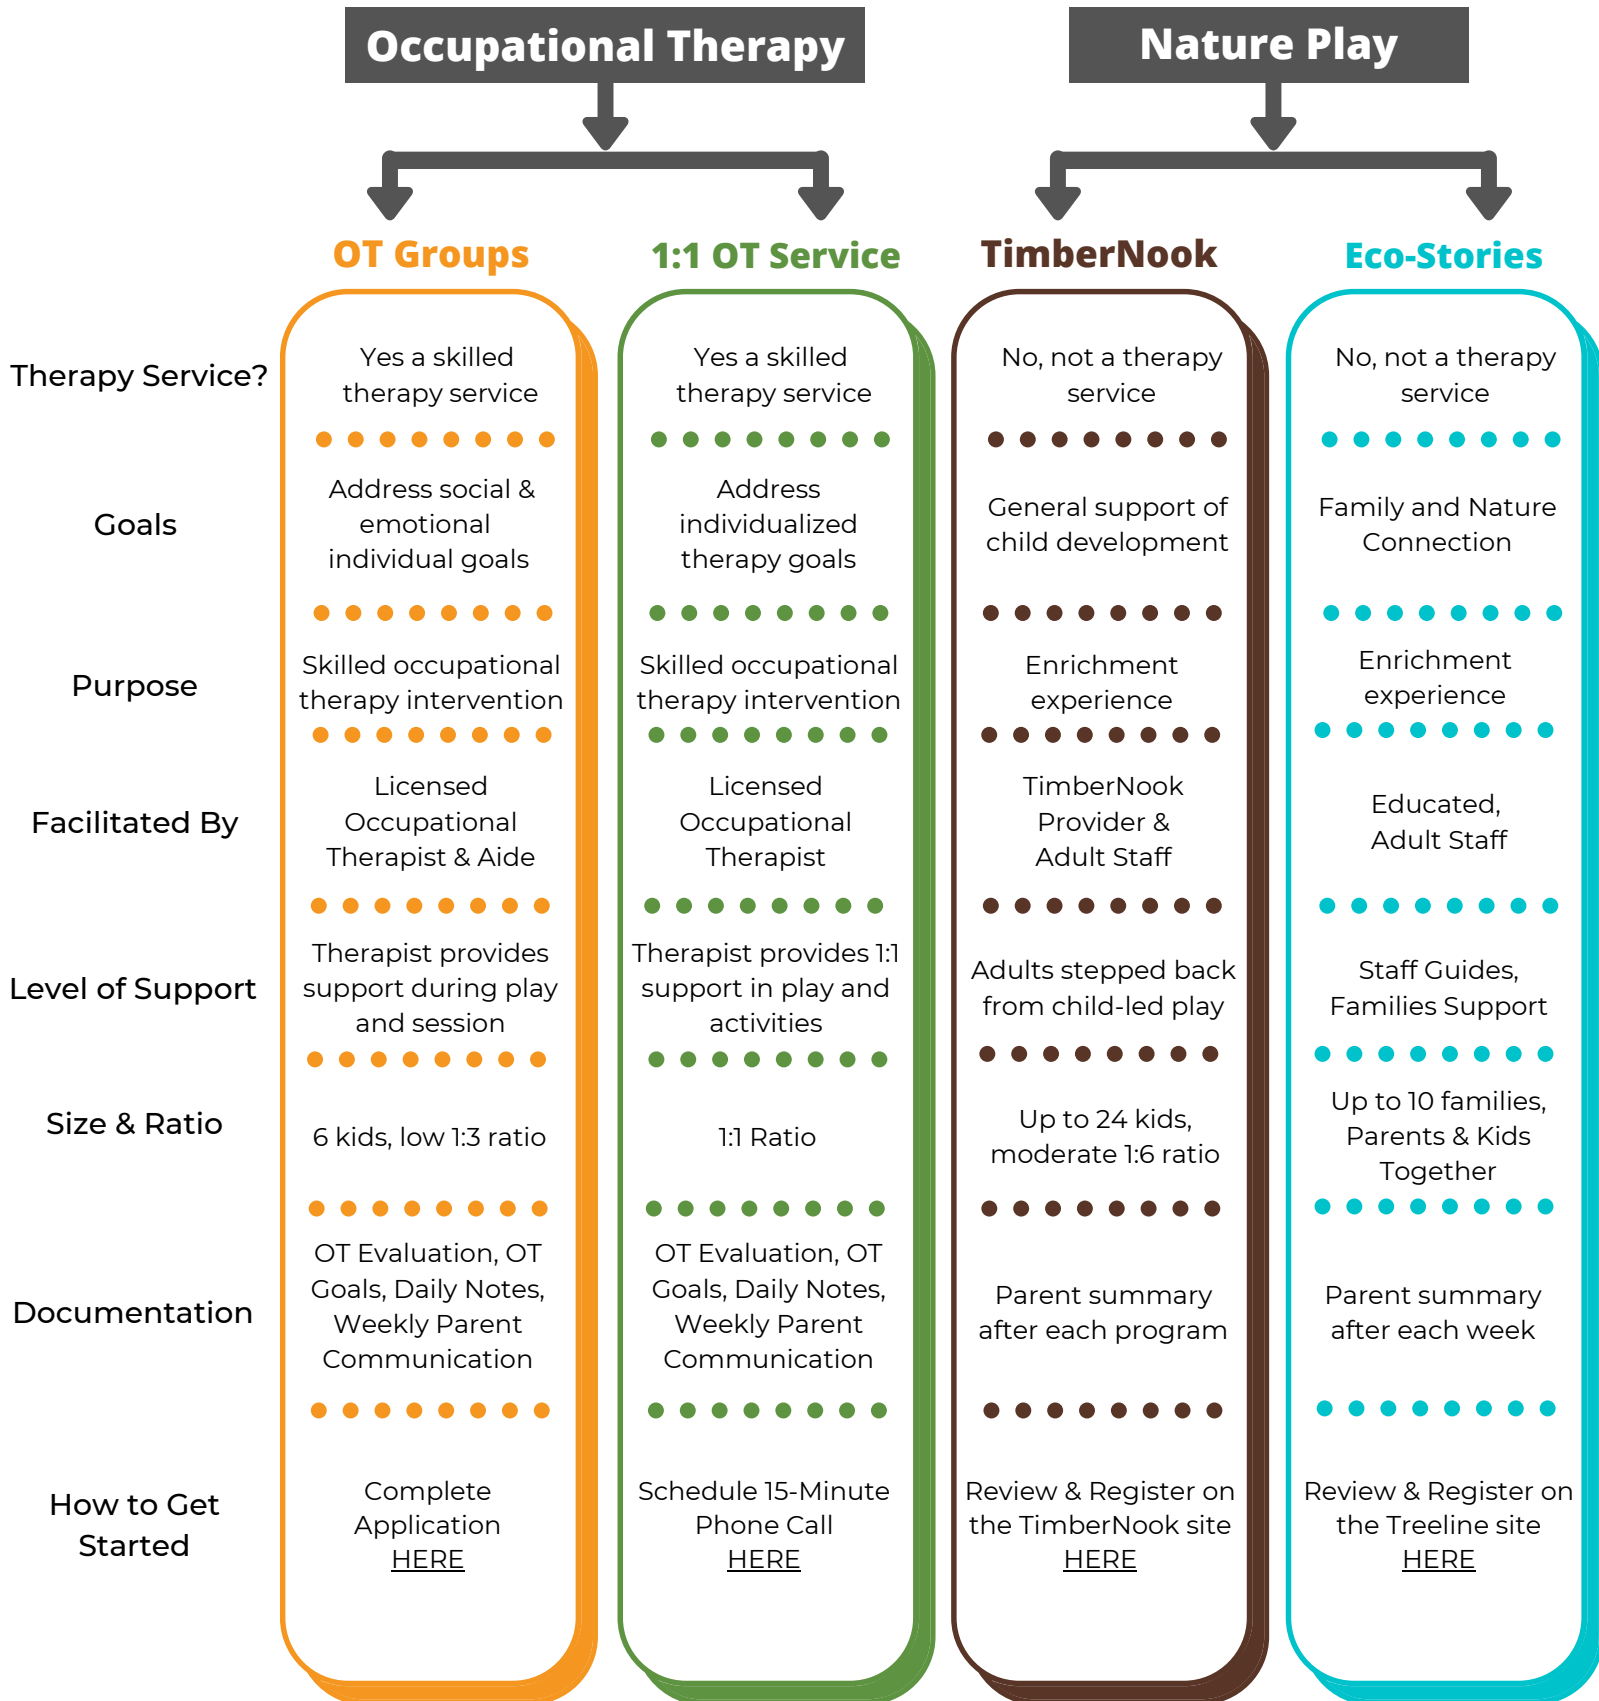 Occupational Therapy
Nature Play
OT Groups
1:1 OT Service
TimberNook
Eco-Stories
Therapy Service?
Yes a skilled
therapy service
Yes a skilled
therapy service
No, not a therapy
service
No, not a therapy
service
Goals
Address social &
emotional
individual goals
Address
individualized
therapy goals
General support of
child development
Family and Nature
Connection
Purpose
Skilled occupational
therapy intervention
Skilled occupational
therapy intervention
Enrichment
experience
Enrichment
experience
Facilitated By
Licensed
Occupational
Therapist & Aide
Licensed
Occupational
Therapist
TimberNook
Provider &
Adult Staff
Educated,
Adult Staff
Level of Support
Therapist provides
support during play
and session
Therapist provides 1:1
support in play and
activities
Adults stepped back
from child-led play
Staff Guides,
Families Support
Size & Ratio
6 kids, low 1:3 ratio
1:1 Ratio
Up to 24 kids,
moderate 1:6 ratio
Up to 10 families,
Parents & Kids
Together
Documentation
OT Evaluation, OT
Goals, Daily Notes,
Weekly Parent
Communication
OT Evaluation, OT
Goals, Daily Notes,
Weekly Parent
Communication
Parent summary
after each program
Parent summary
after each week
How to Get
Started
Complete
Application
HERE
Schedule 15-Minute
Phone Call
HERE
Review & Register on
the TimberNook site
HERE
Review & Register on
the Treeline site
HERE